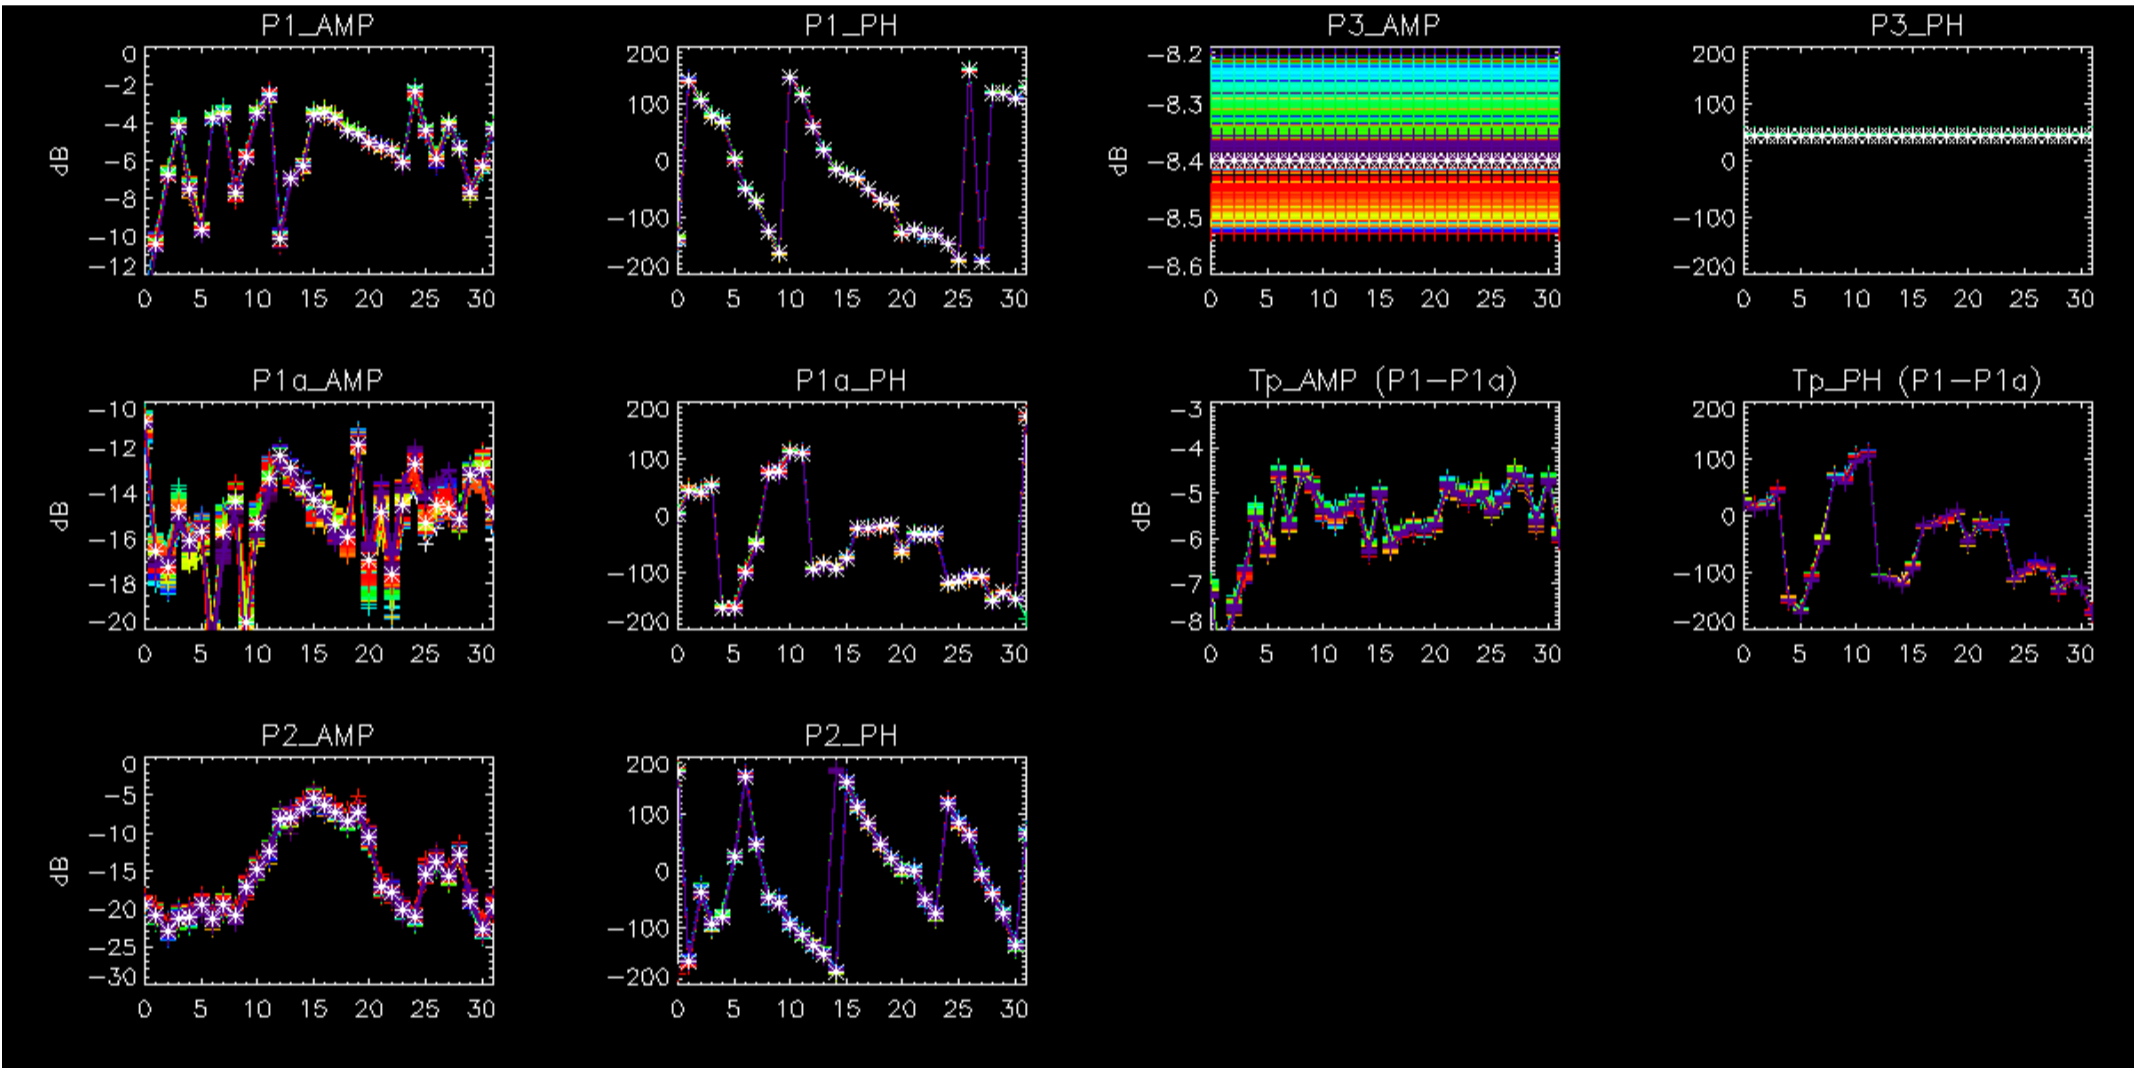 P1_AMP
0
−2
−4
−6
−8
−10
−12
dB
0 5 10 15 20 25 30
P1_PH
200
100
0
−100
−200
0 5 10 15 20 25 30
P3_AMP
−8.2
−8.3
−8.4
−8.5
−8.6
dB
0 5 10 15 20 25 30
P3_PH
200
100
0
−100
−200
0 5 10 15 20 25 30
P1a_AMP
−10
−12
−14
−16
−18
−20
dB
0 5 10 15 20 25 30
P1a_PH
200
100
0
−100
−200
0 5 10 15 20 25 30
Tp_AMP (P1−P1a)
−3
−4
−5
−6
−7
−8
dB
0 5 10 15 20 25 30
Tp_PH (P1−P1a)
200
100
0
−100
−200
0 5 10 15 20 25 30
P2_AMP
0
−5
−10
−15
−20
−25
−30
dB
0 5 10 15 20 25 30
P2_PH
200
100
0
−100
−200
0 5 10 15 20 25 30